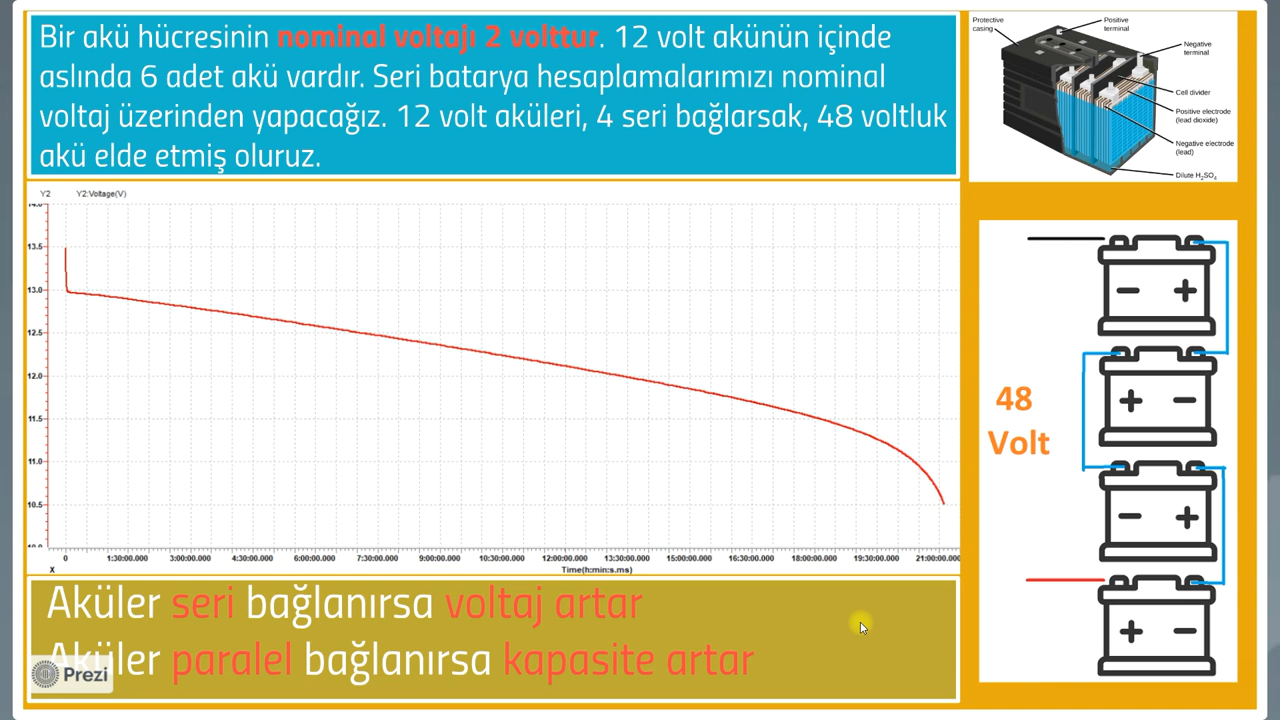 Bir akü hücresinin nominal voltajı 2 volttur. 12 volt akünün içinde
aslında 6 adet akü vardır. Seri batarya hesaplamalarımızı nominal
voltaj üzerinden yapacağız. 12 volt aküleri, 4 seri bağlarsak, 48 voltluk
akü elde etmiş oluruz.
Protective
casing
Positive
terminal
Negative
terminal
Cell divider
Positive electrode
(lead dioxide)
Negative electrode
(lead)
Dilute H₂SO₄
Y2 Y2:Voltage(V)
14.0
13.5
13.0
12.5
12.0
11.5
11.0
10.5
10.0
0 1:30:00.000 3:00:00.000 4:30:00.000 6:00:00.000 7:30:00.000 9:00:00.000 10:30:00.000 12:00:00.000 13:30:00.000 15:00:00.000 16:30:00.000 18:00:00.000 19:30:00.000 21:00:00.000
X Time(h:min:s.ms)
- +
+ -
48
Volt
- +
+ -
Aküler seri bağlanırsa voltaj artar
Aküler paralel bağlanırsa kapasite artar
Prezi